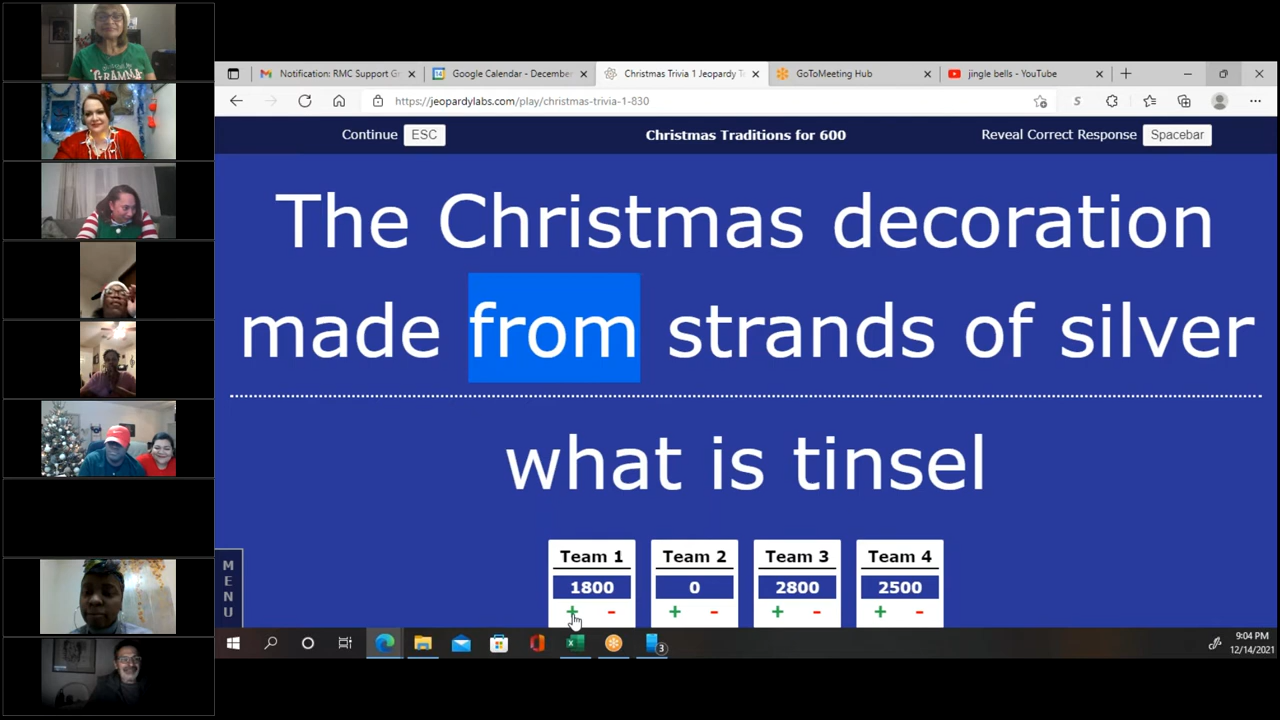 Notification: RMC Support G
Google Calendar - December
Christmas Trivia 1 Jeopardy T
GoToMeeting Hub
jingle bells - YouTube
https://jeopardylabs.com/play/christmas-trivia-1-830
Continue ESC
Christmas Traditions for 600
Reveal Correct Response Spacebar
The Christmas decoration
made from strands of silver
what is tinsel
MENU
Team 1 Team 2 Team 3 Team 4
1800 0 2800 2500
+ - + - + - + -
3
9:04 PM
12/14/2021
GRAMMA